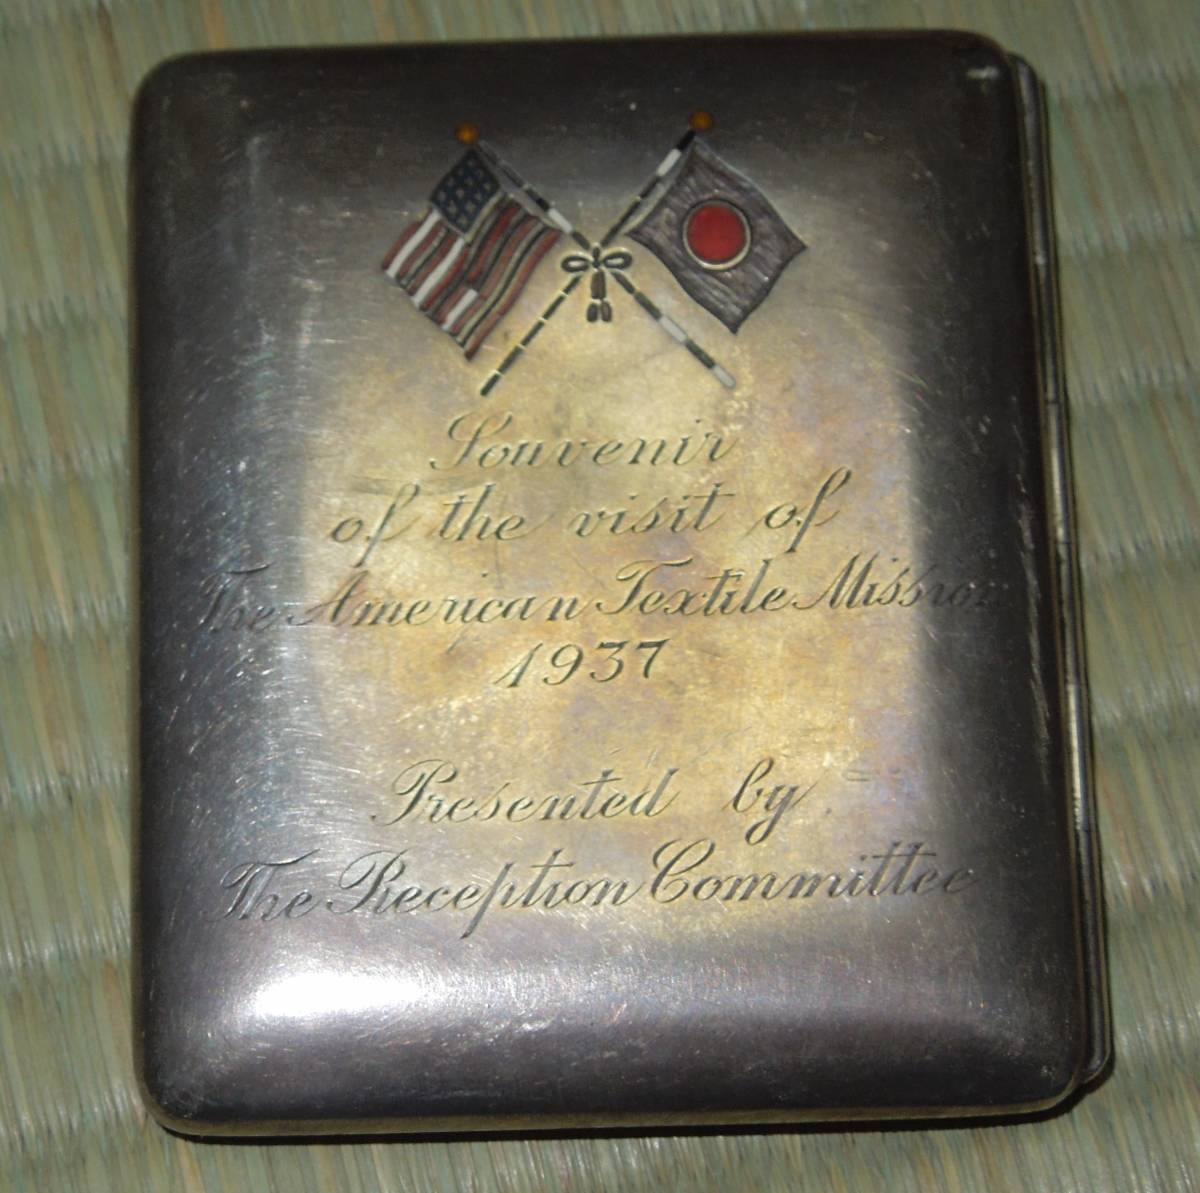 Souvenir
of the visit of
The American Textile Mission
1937
Presented by
The Reception Committee